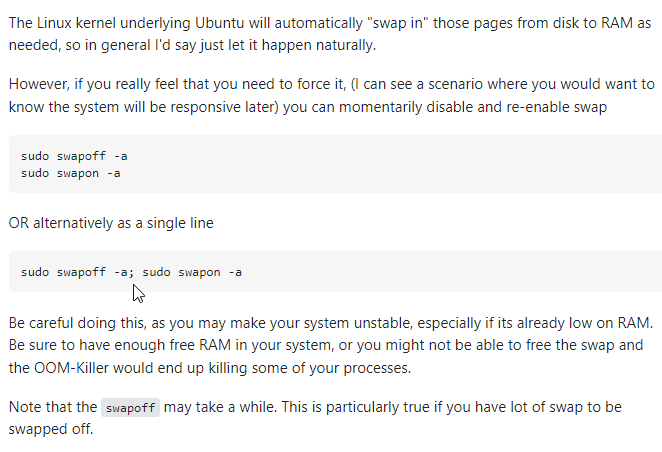 The Linux kernel underlying Ubuntu will automatically "swap in" those pages from disk to RAM as
needed, so in general I'd say just let it happen naturally.
However, if you really feel that you need to force it, (I can see a scenario where you would want to
know the system will be responsive later) you can momentarily disable and re-enable swap
sudo swapoff -a
sudo swapon -a
OR alternatively as a single line
sudo swapoff -a; sudo swapon -a
Be careful doing this, as you may make your system unstable, especially if its already low on RAM.
Be sure to have enough free RAM in your system, or you might not be able to free the swap and
the OOM-Killer would end up killing some of your processes.
Note that the swapoff may take a while. This is particularly true if you have lot of swap to be
swapped off.